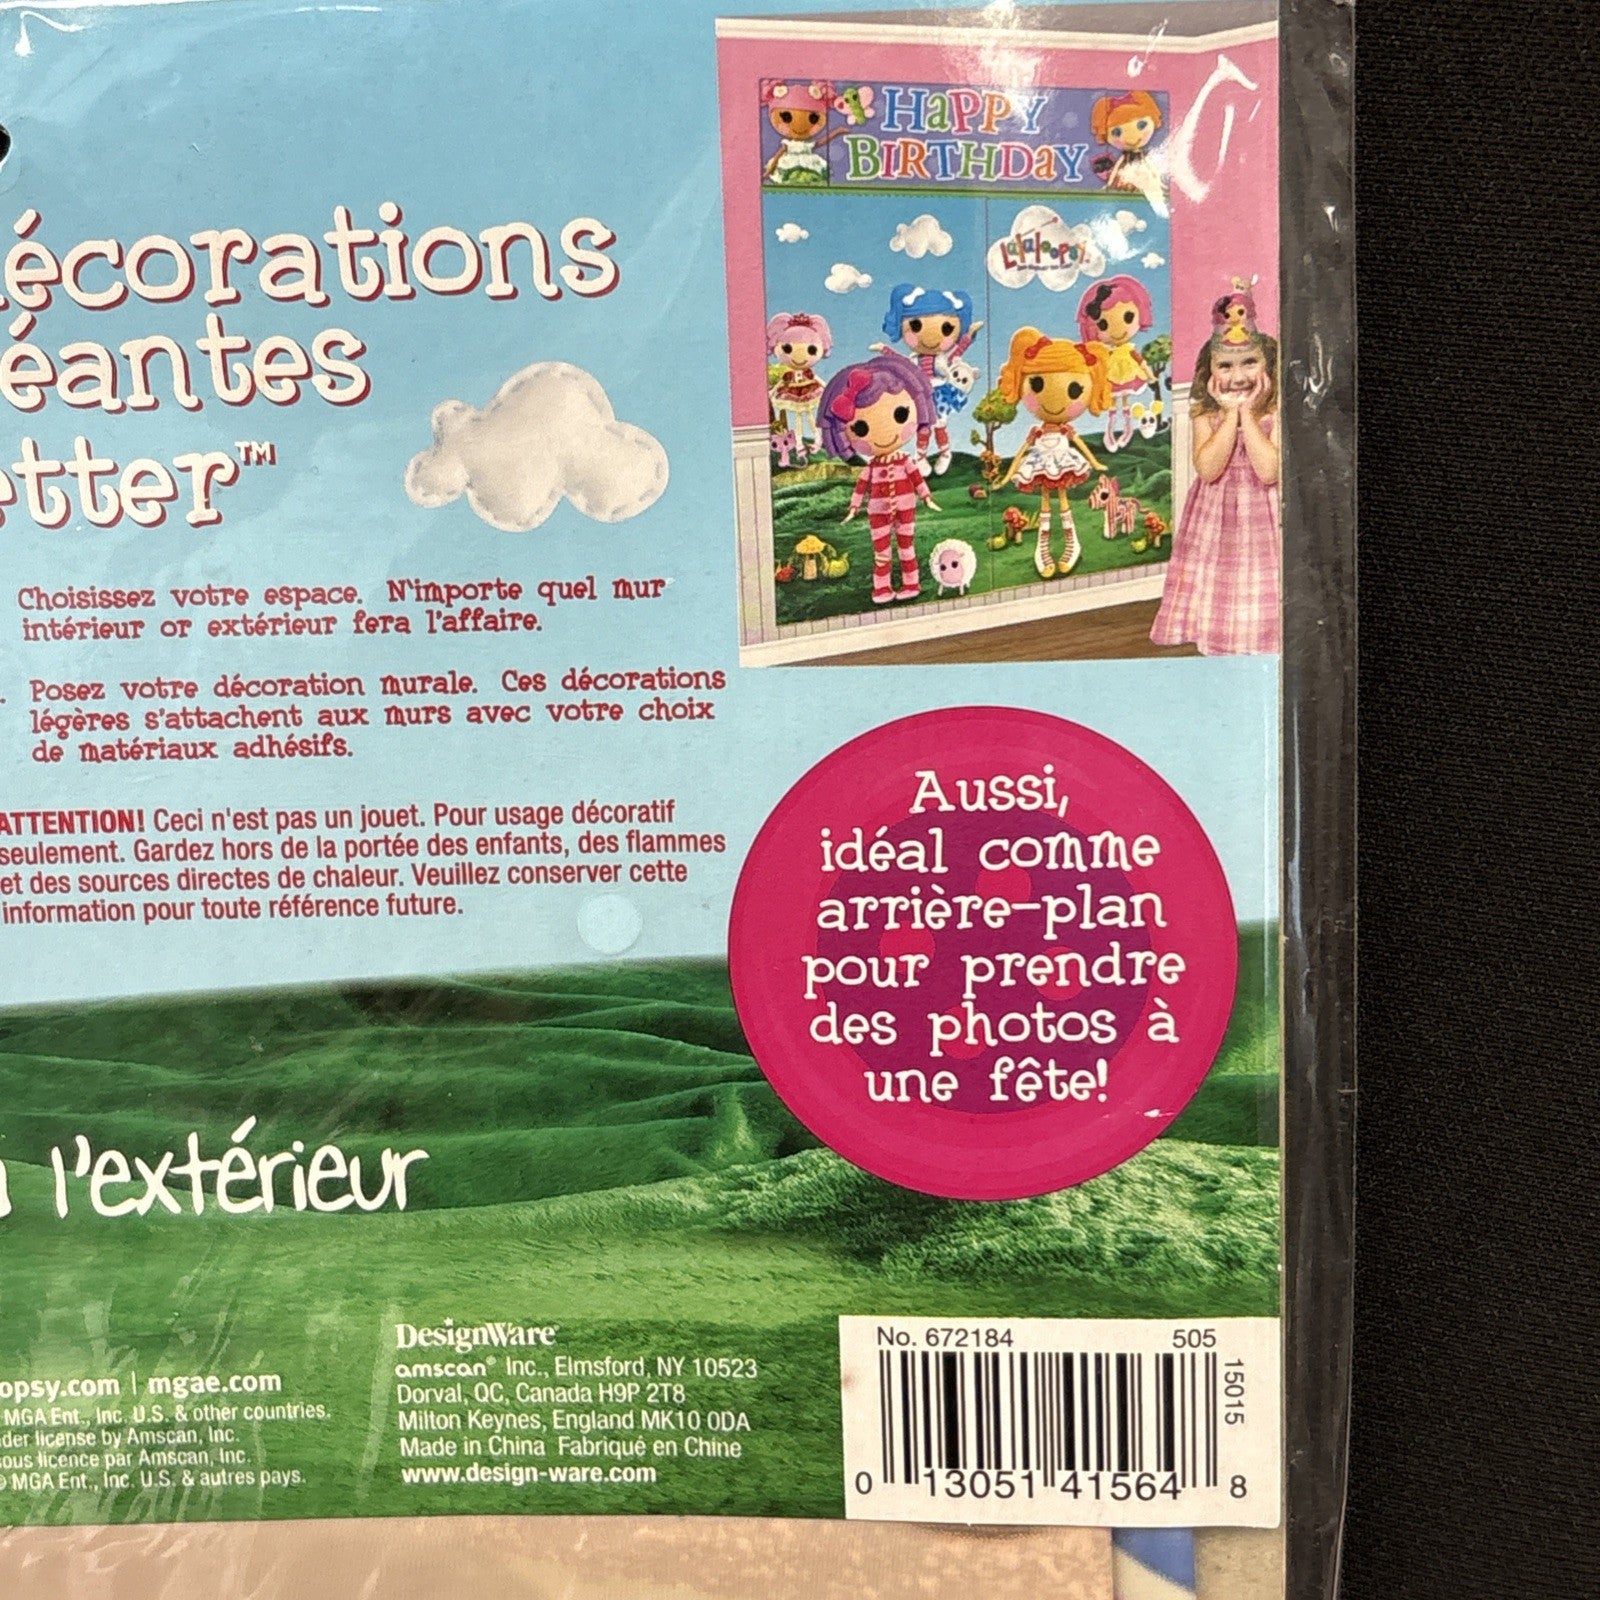 écorations
éantes
etter™
Choisissez votre espace. N'importe quel mur
intérieur or extérieur fera l'affaire.
Posez votre décoration murale. Ces décorations
légères s'attachent aux murs avec votre choix
de matériaux adhésifs.
ATTENTION! Ceci n'est pas un jouet. Pour usage décoratif
seulement. Gardez hors de la portée des enfants, des flammes
et des sources directes de chaleur. Veuillez conserver cette
information pour toute référence future.
HaPPY
BIRTHDaY
Lalaloopsy
Aussi,
idéal comme
arrière-plan
pour prendre
des photos à
une fête!
l'extérieur
opsy.com | mgae.com
MGA Ent., Inc. U.S. & other countries.
der license by Amscan, Inc.
ous licence par Amscan, Inc.
© MGA Ent., Inc. U.S. & autres pays.
DesignWare®
amscan® Inc., Elmsford, NY 10523
Dorval, QC, Canada H9P 2T8
Milton Keynes, England MK10 0DA
Made in China Fabriqué en Chine
www.design-ware.com
No. 672184 505
15015
0 13051 41564 8